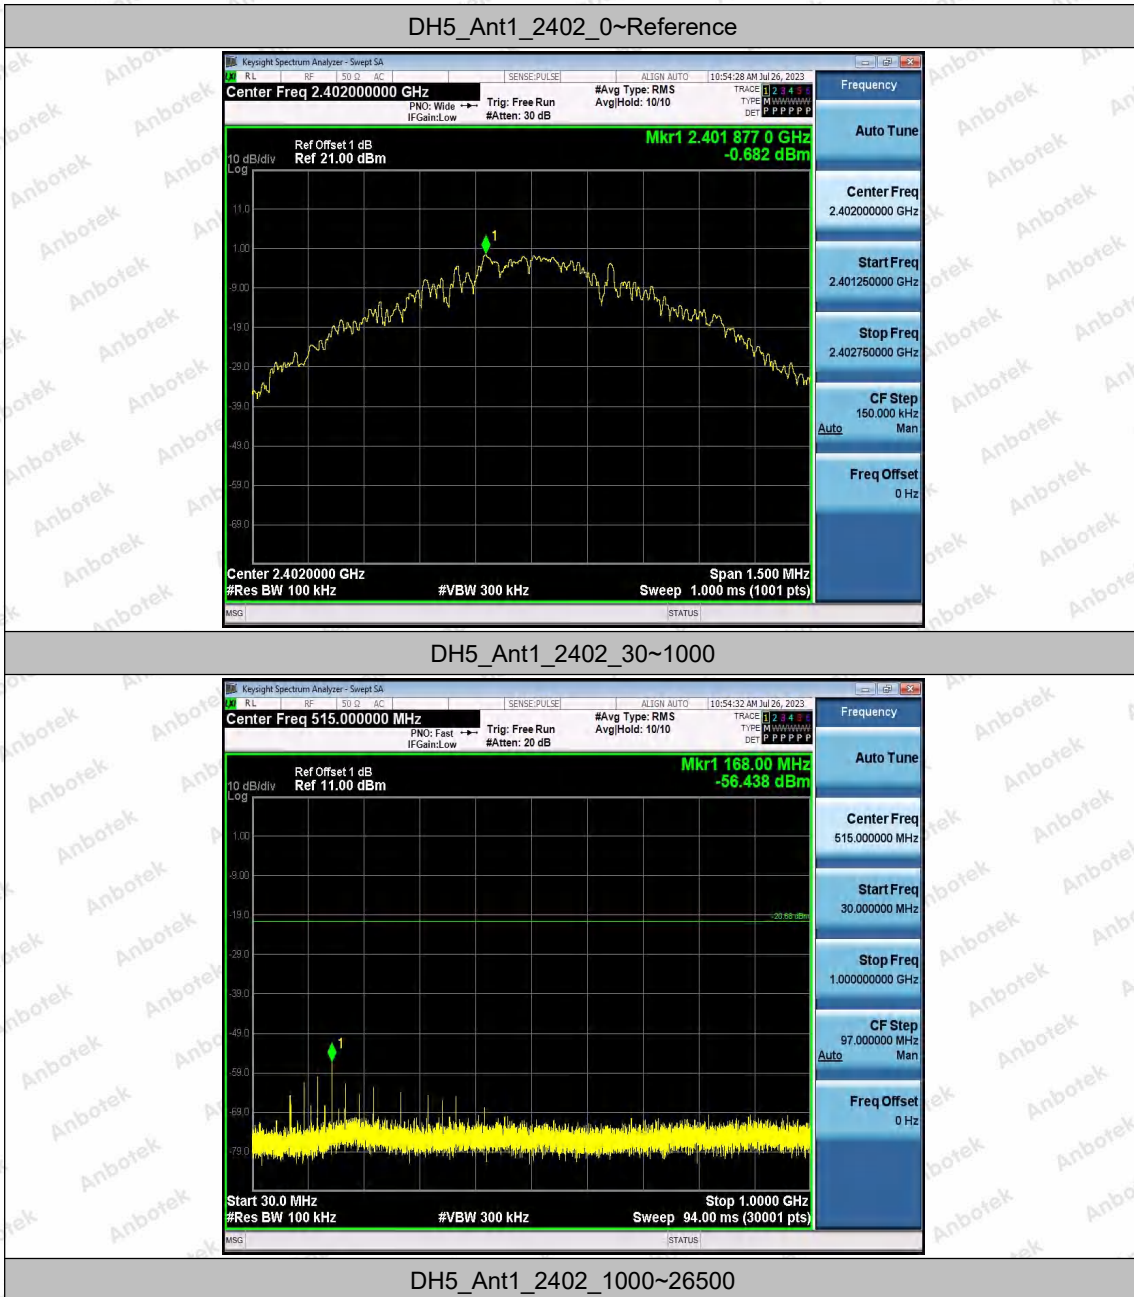 DH5_Ant1_2402_0~Reference
Keysight Spectrum Analyzer - Swept SA
LXI RL RF 50 Ω AC SENSE:PULSE ALIGN AUTO 10:54:28 AM Jul 26, 2023
Center Freq 2.402000000 GHz
PNO: Wide
IFGain:Low
Trig: Free Run
#Atten: 30 dB
#Avg Type: RMS
Avg|Hold: 10/10
TRACE 1 2 3 4 5 6
TYPE M WWWWW
DET P P P P P P
Ref Offset 1 dB
10 dB/div Ref 21.00 dBm
Log
Mkr1 2.401 877 0 GHz
-0.682 dBm
11.0
1
1.00
-9.00
-19.0
-29.0
-39.0
-49.0
-59.0
-69.0
Center 2.4020000 GHz Span 1.500 MHz
#Res BW 100 kHz #VBW 300 kHz Sweep 1.000 ms (1001 pts)
MSG STATUS
Frequency
Auto Tune
Center Freq
2.402000000 GHz
Start Freq
2.401250000 GHz
Stop Freq
2.402750000 GHz
CF Step
150.000 kHz
Auto Man
Freq Offset
0 Hz
DH5_Ant1_2402_30~1000
Keysight Spectrum Analyzer - Swept SA
LXI RL RF 50 Ω AC SENSE:PULSE ALIGN AUTO 10:54:32 AM Jul 26, 2023
Center Freq 515.000000 MHz
PNO: Fast
IFGain:Low
Trig: Free Run
#Atten: 20 dB
#Avg Type: RMS
Avg|Hold: 10/10
TRACE 1 2 3 4 5 6
TYPE M WWWWW
DET P P P P P P
Ref Offset 1 dB
10 dB/div Ref 11.00 dBm
Log
Mkr1 168.00 MHz
-56.438 dBm
1.00
-9.00
-19.0
-20.68 dBm
-29.0
-39.0
-49.0
1
-59.0
-69.0
-79.0
Start 30.0 MHz Stop 1.0000 GHz
#Res BW 100 kHz #VBW 300 kHz Sweep 94.00 ms (30001 pts)
MSG STATUS
Frequency
Auto Tune
Center Freq
515.000000 MHz
Start Freq
30.000000 MHz
Stop Freq
1.000000000 GHz
CF Step
97.000000 MHz
Auto Man
Freq Offset
0 Hz
DH5_Ant1_2402_1000~26500
Anbotek